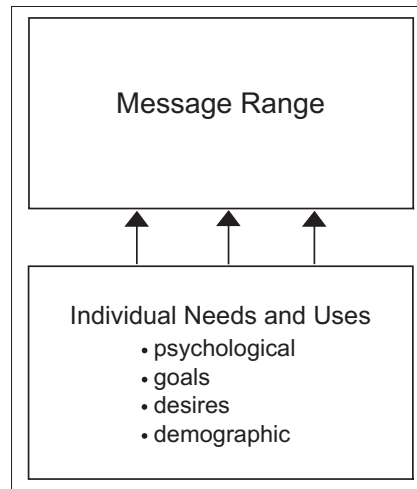 Message Range
Individual Needs and Uses
• psychological
• goals
• desires
• demographic